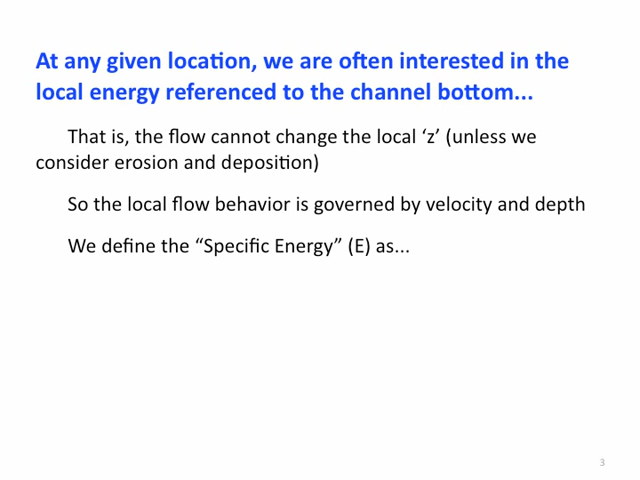 At any given location, we are often interested in the
local energy referenced to the channel bottom...
That is, the flow cannot change the local ‘z’ (unless we
consider erosion and deposition)
So the local flow behavior is governed by velocity and depth
We define the “Specific Energy” (E) as...
3